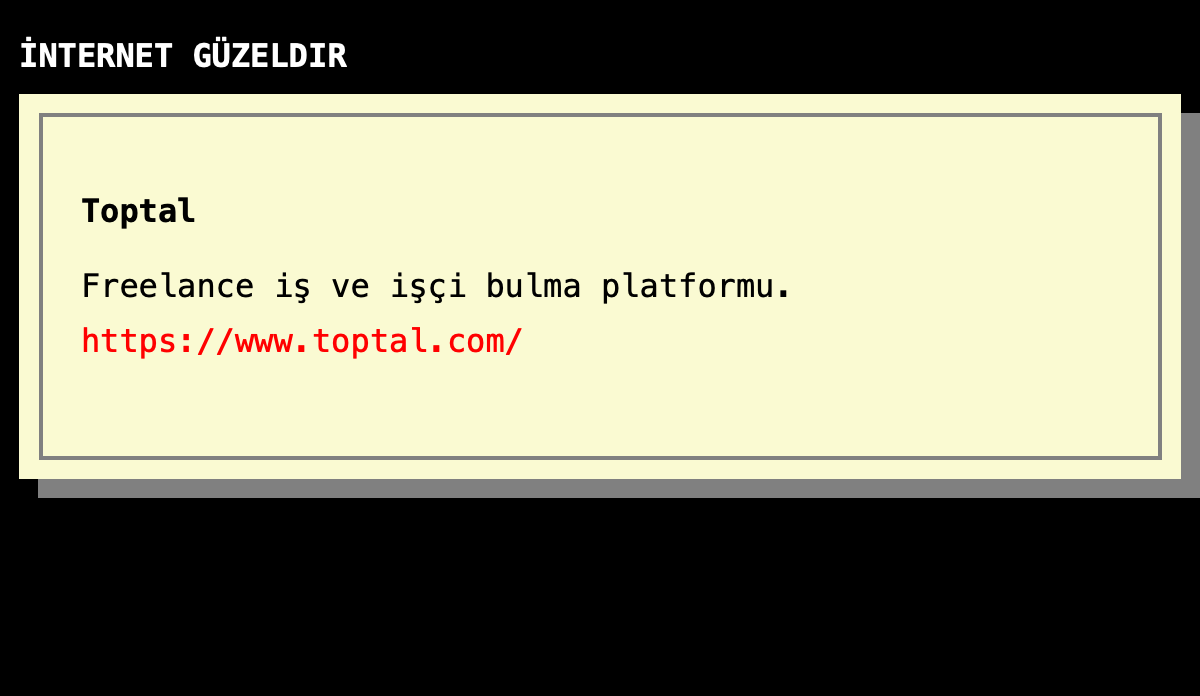 İNTERNET GÜZELDIR
Toptal
Freelance iş ve işçi bulma platformu.
https://www.toptal.com/